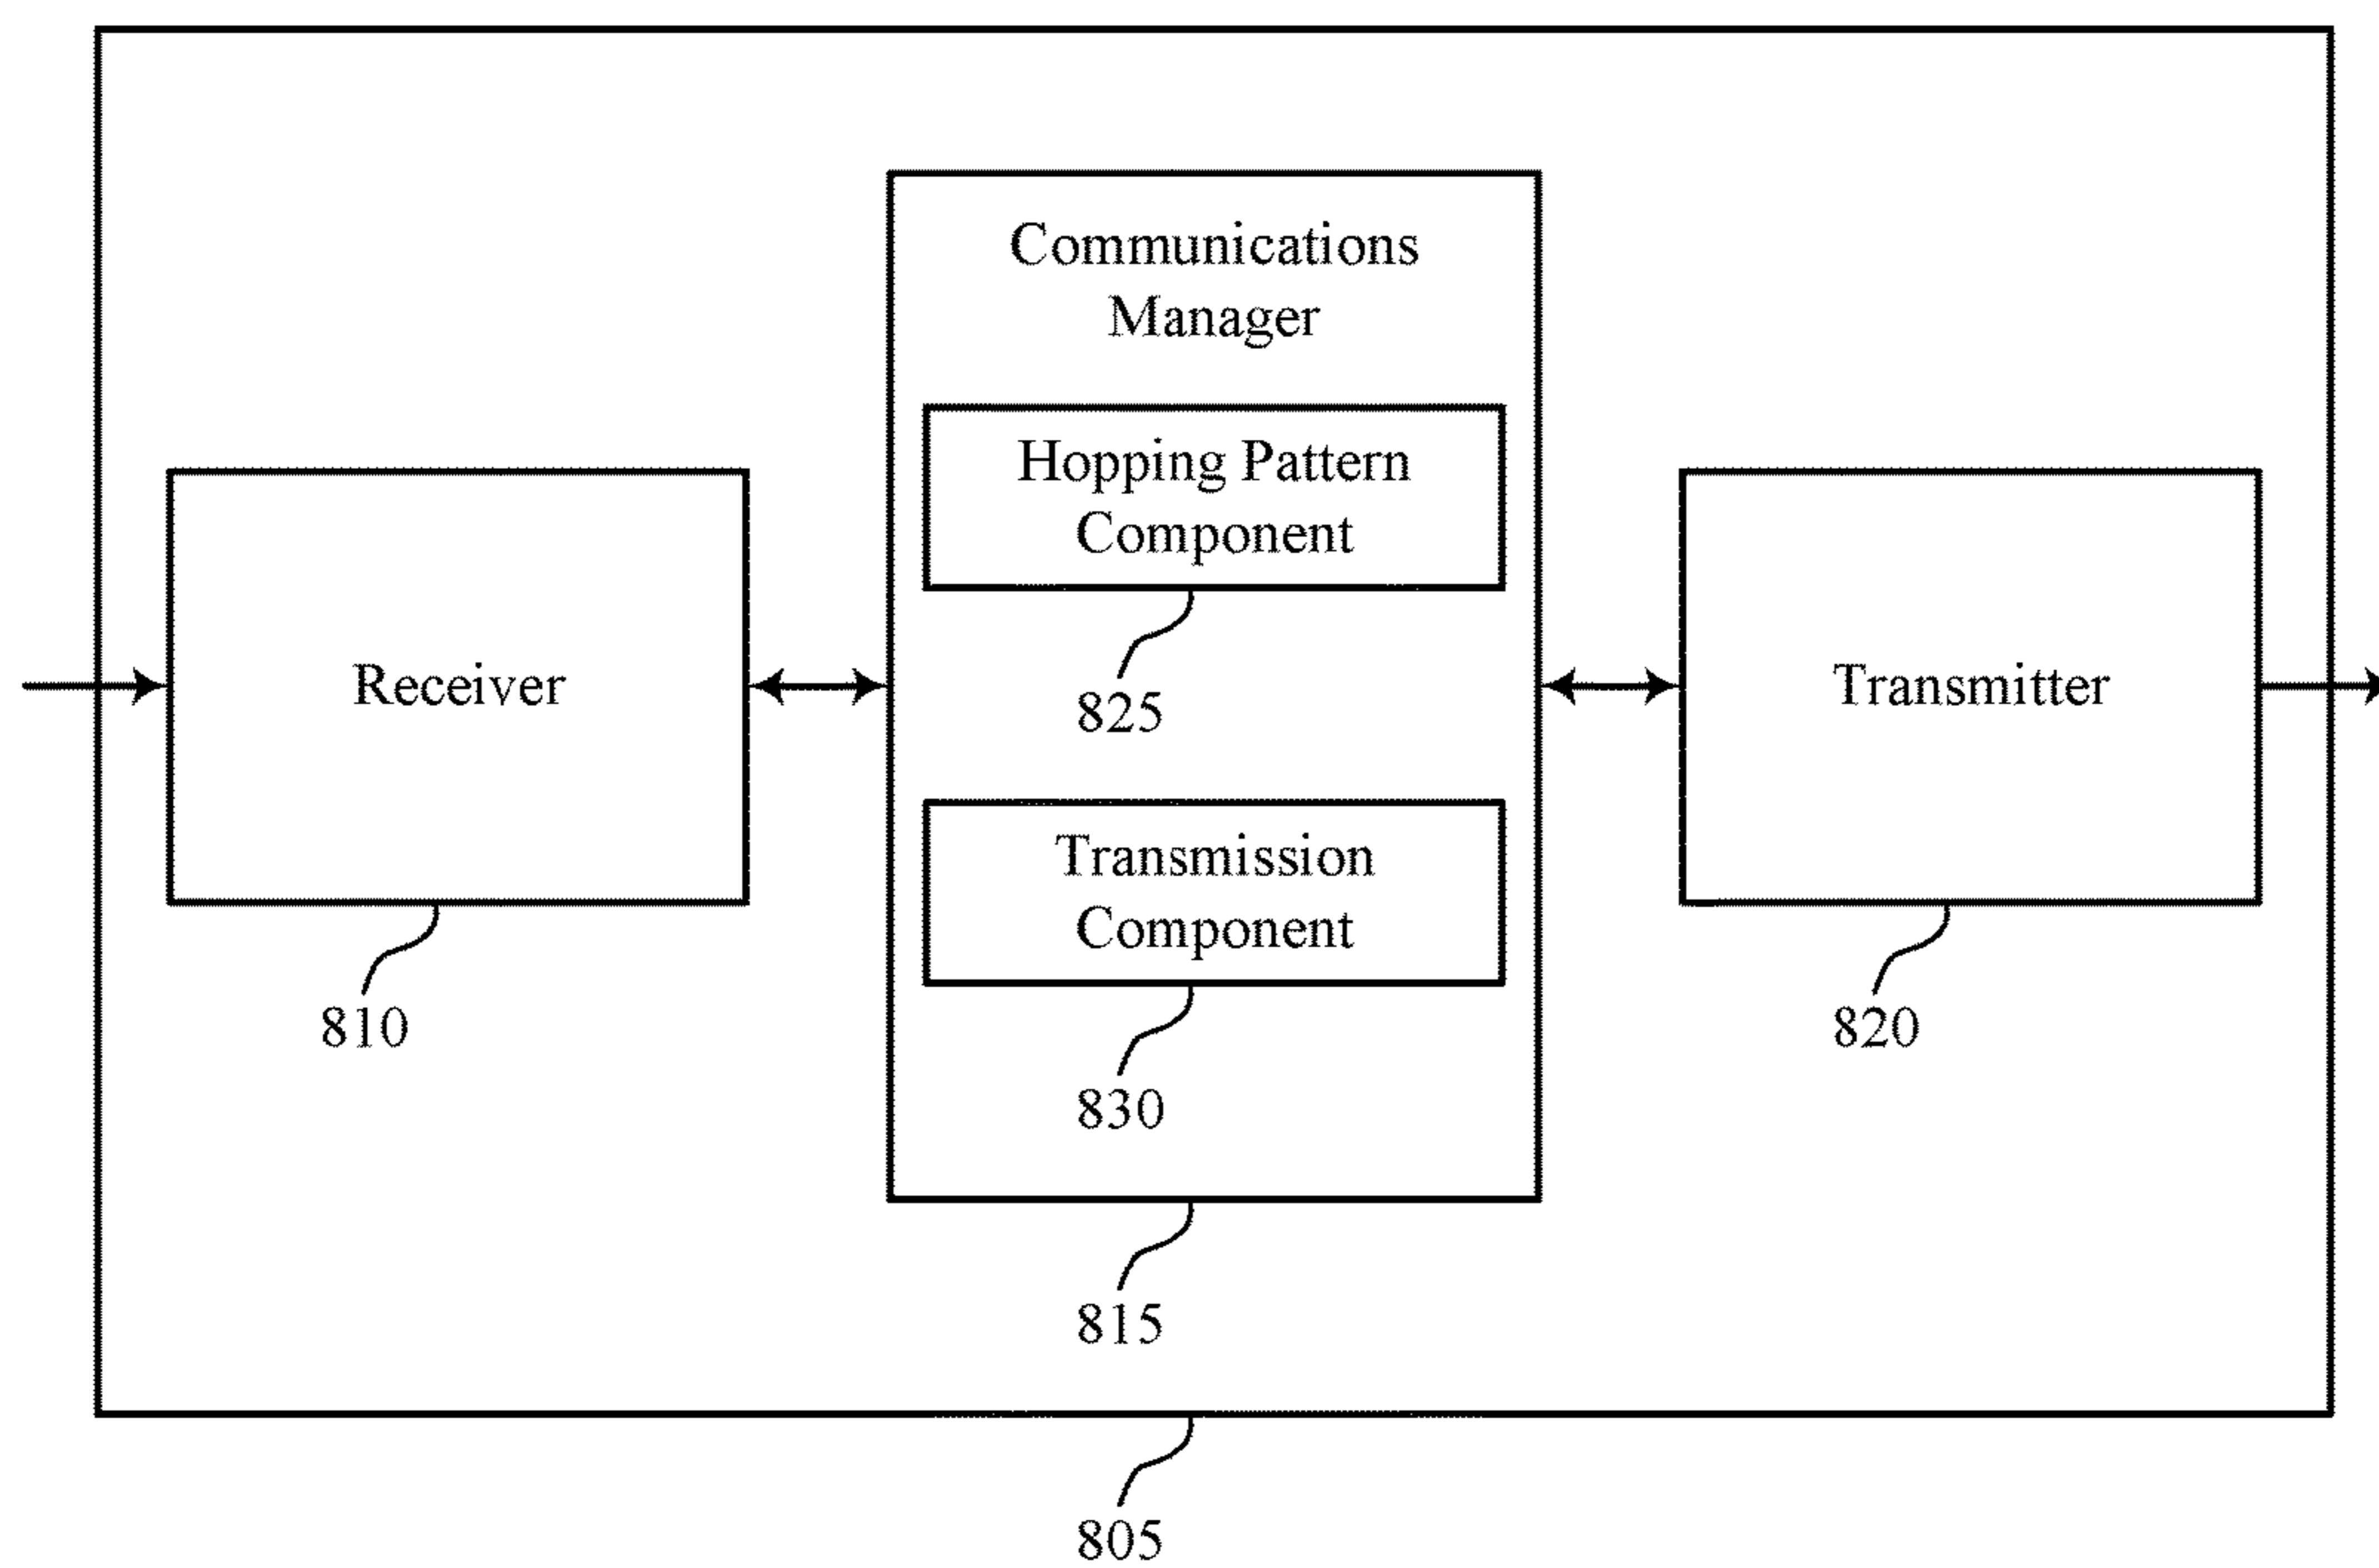 Communications
Manager
Hopping Pattern
Component
825
Receiver
810
Transmission
Component
830
Transmitter
820
815
805